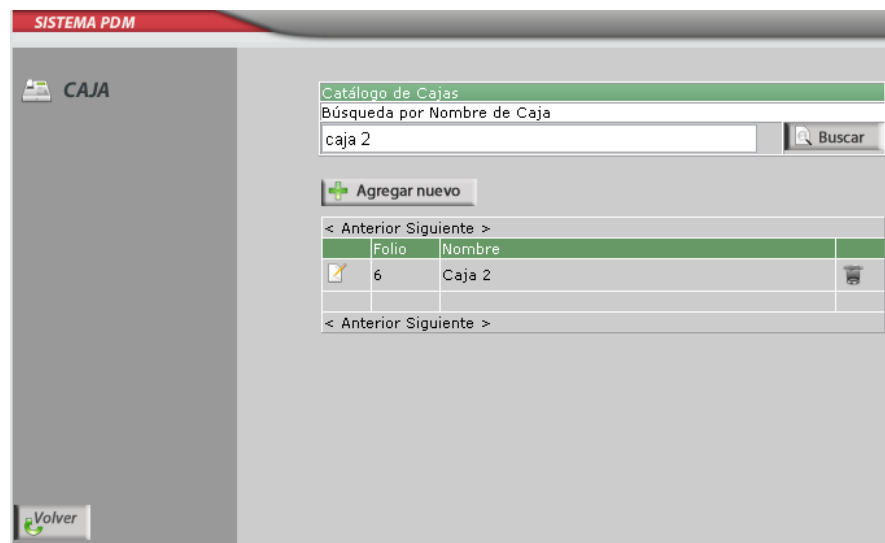 SISTEMA PDM
CAJA
Catálogo de Cajas
Búsqueda por Nombre de Caja
caja 2
Buscar
Agregar nuevo
< Anterior Siguiente >
Folio Nombre
6 Caja 2
< Anterior Siguiente >
Volver